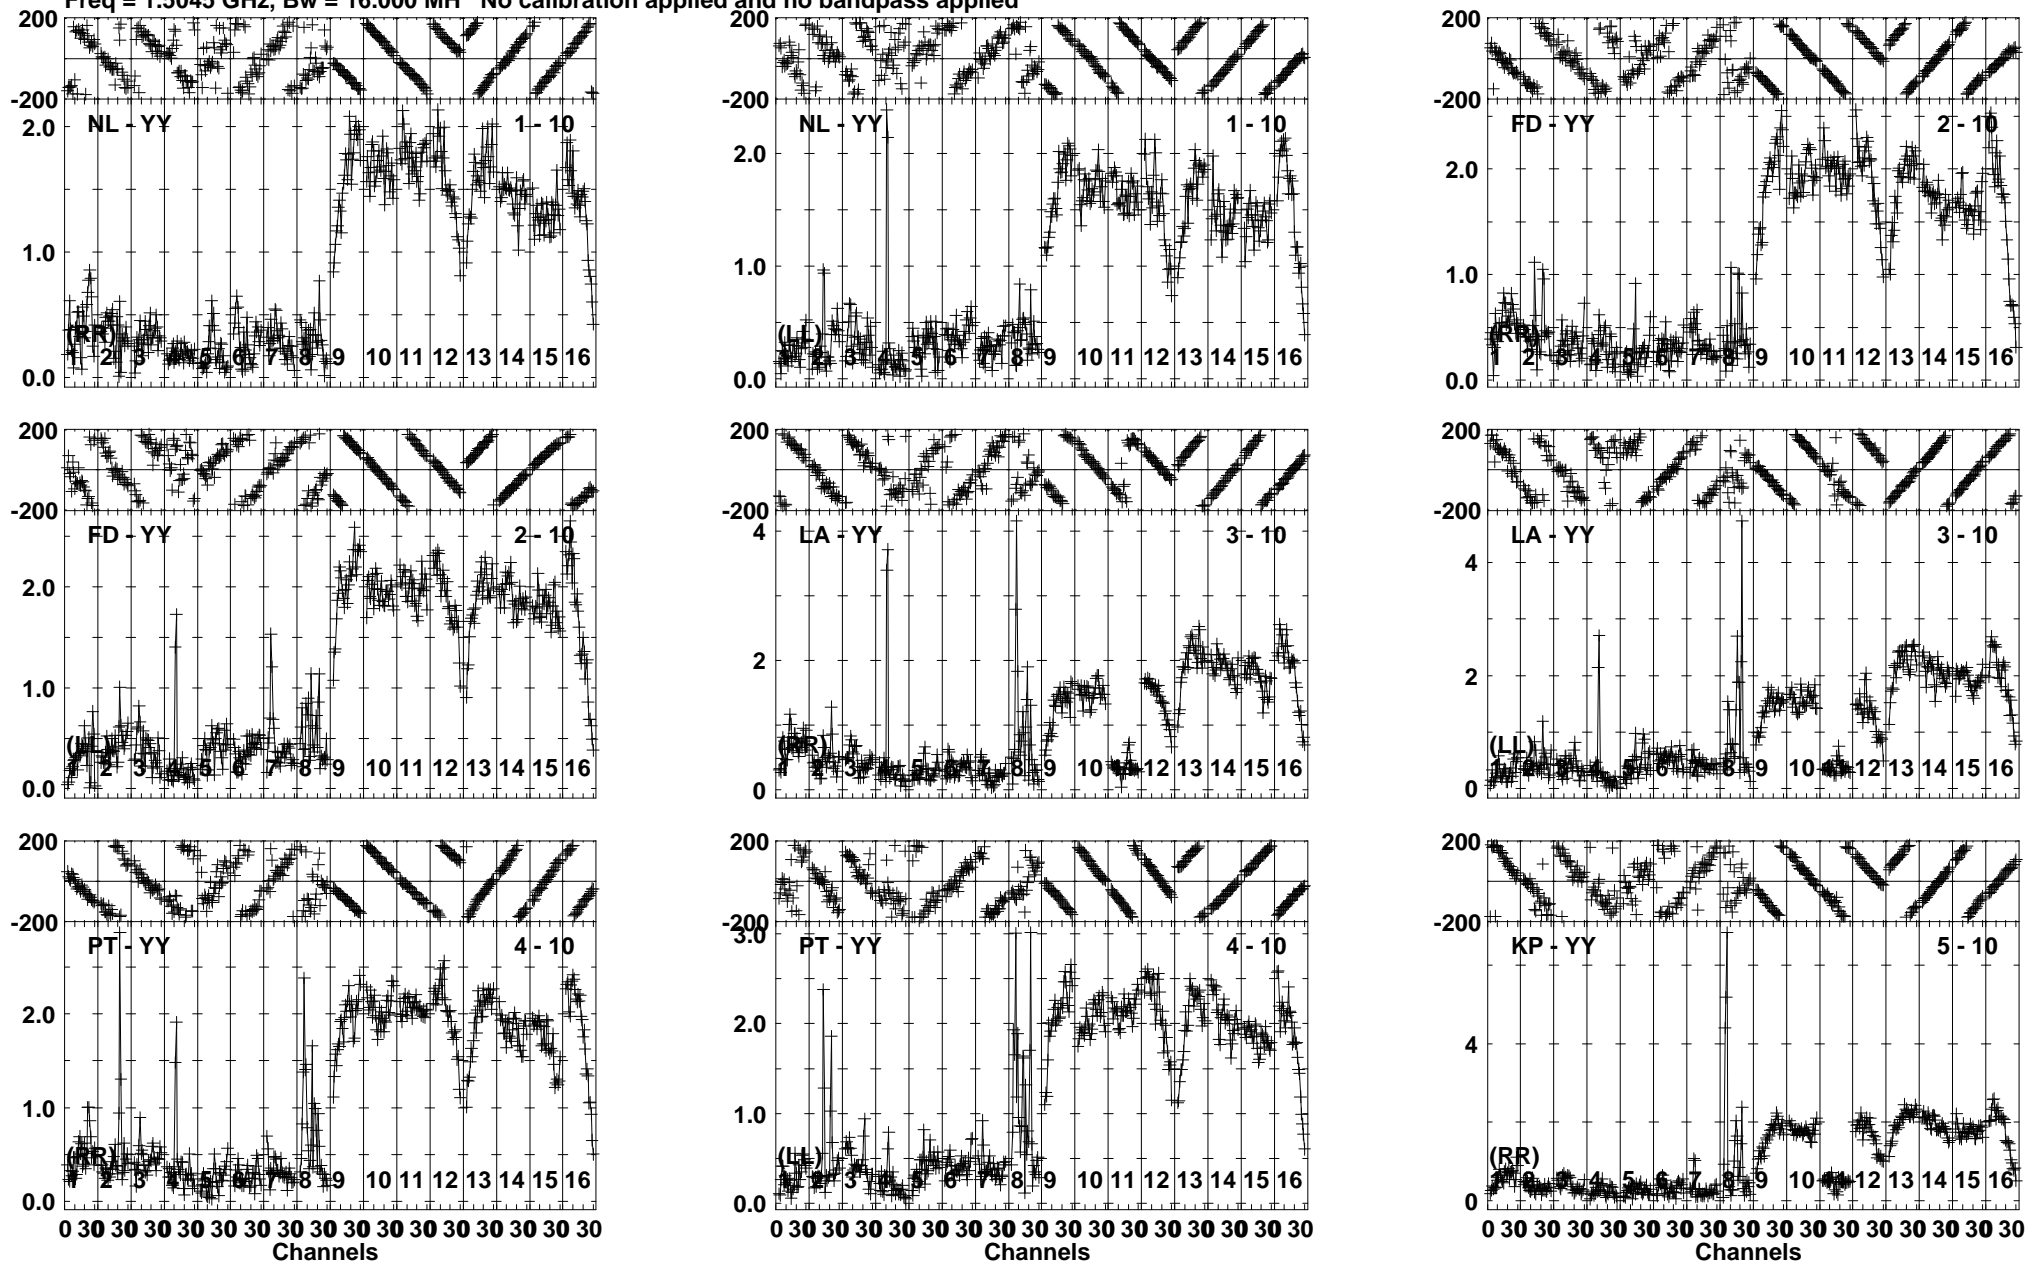 Freq = 1.5045 GHz, Bw = 16.000 MH No calibration applied and no bandpass applied
200 200 200
-200 -200 -200
NL - YY 1 - 10 NL - YY 1 - 10 FD - YY 2 - 10
2.0 2.0 2.0
1.0 1.0 1.0
(RR) (LL) (RR)
1 2 3 4 5 6 7 8 9 10 11 12 13 14 15 16 1 2 3 4 5 6 7 8 9 10 11 12 13 14 15 16 1 2 3 4 5 6 7 8 9 10 11 12 13 14 15 16
0.0 0.0 0.0
200 200 200
-200 -200 -200
FD - YY 2 - 10 LA - YY 3 - 10 LA - YY 3 - 10
2.0 4 4
1.0 2 2
(LL) (RR) (LL)
1 2 3 4 5 6 7 8 9 10 11 12 13 14 15 16 1 2 3 4 5 6 7 8 9 10 11 12 13 14 15 16 1 2 3 4 5 6 7 8 9 10 11 12 13 14 15 16
0.0 0 0
200 200 200
-200 -200 -200
3.0
PT - YY 4 - 10 PT - YY 4 - 10 KP - YY 5 - 10
2.0 2.0 4
1.0 1.0
(RR) (LL) (RR)
1 2 3 4 5 6 7 8 9 10 11 12 13 14 15 16 1 2 3 4 5 6 7 8 9 10 11 12 13 14 15 16 1 2 3 4 5 6 7 8 9 10 11 12 13 14 15 16
0.0 0.0 0
0 30 30 30 30 30 30 30 30 30 30 30 30 30 30 30 30 0 30 30 30 30 30 30 30 30 30 30 30 30 30 30 30 30 0 30 30 30 30 30 30 30 30 30 30 30 30 30 30 30 30
Channels Channels Channels